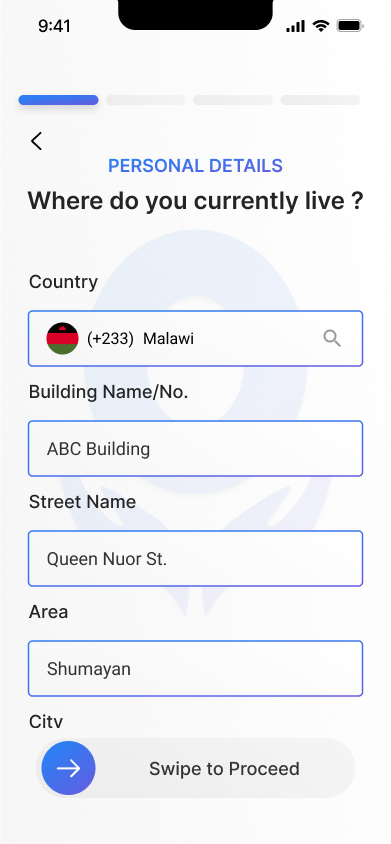 9:41
PERSONAL DETAILS
Where do you currently live ?
Country
(+233) Malawi
Building Name/No.
ABC Building
Street Name
Queen Nuor St.
Area
Shumayan
City
Swipe to Proceed